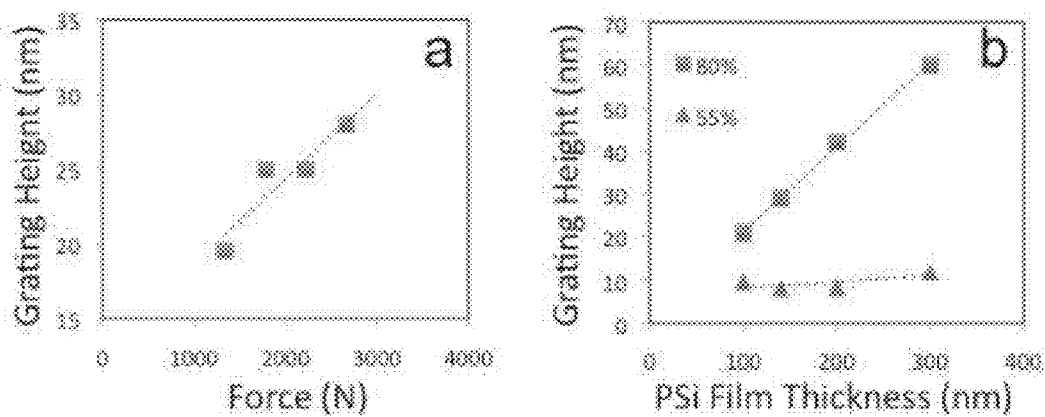 a
Grating Height (nm)
35
30
25
20
15
0 1000 2000 3000 4000
Force (N)
b
Grating Height (nm)
70
60
50
40
30
20
10
0
80%
55%
0 100 200 300 400
PSi Film Thickness (nm)